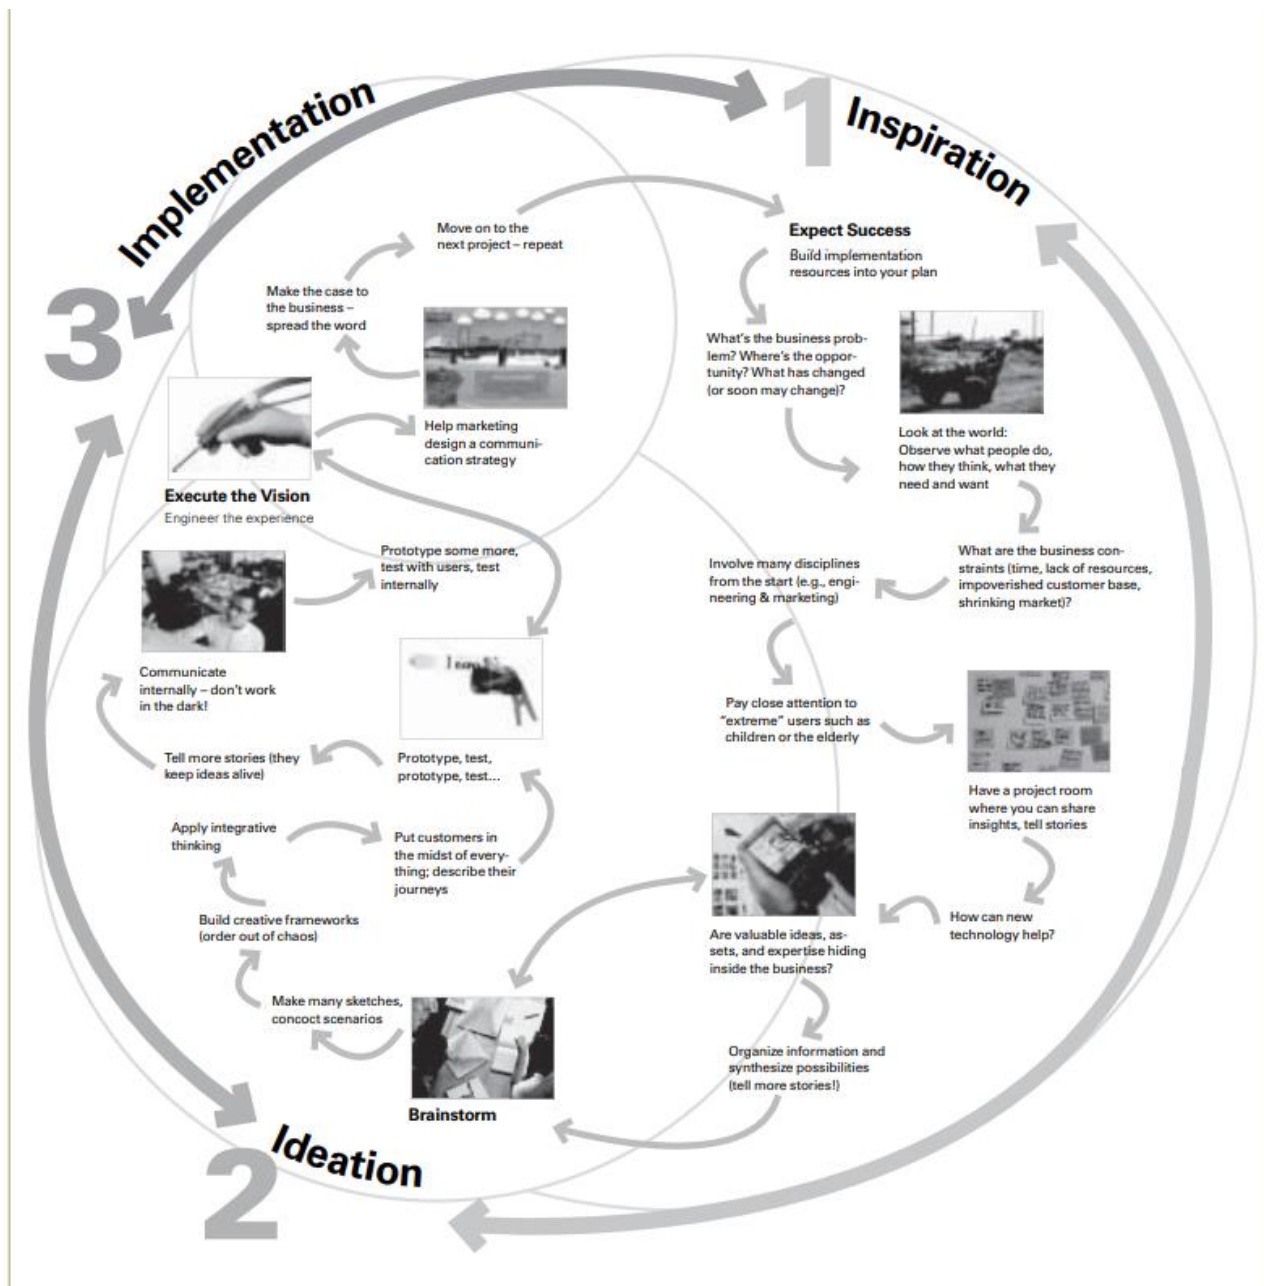 1
Inspiration
Expect Success
Build implementation
resources into your plan
What's the business prob-
lem? Where's the oppor-
tunity? What has changed
(or soon may change)?
Look at the world:
Observe what people do,
how they think, what they
need and want
What are the business con-
straints (time, lack of resources,
impoverished customer base,
shrinking market)?
Involve many disciplines
from the start (e.g., engi-
neering & marketing)
Pay close attention to
"extreme" users such as
children or the elderly
Have a project room
where you can share
insights, tell stories
How can new
technology help?
Are valuable ideas, as-
sets, and expertise hiding
inside the business?
Organize information and
synthesize possibilities
(tell more stories!)
2
Ideation
Brainstorm
Make many sketches,
concoct scenarios
Build creative frameworks
(order out of chaos)
Apply integrative
thinking
Put customers in
the midst of every-
thing; describe their
journeys
Prototype, test,
prototype, test...
Tell more stories (they
keep ideas alive)
Communicate
internally – don't work
in the dark!
Prototype some more,
test with users, test
internally
3
Implementation
Execute the Vision
Engineer the experience
Help marketing
design a communi-
cation strategy
Make the case to
the business –
spread the word
Move on to the
next project – repeat